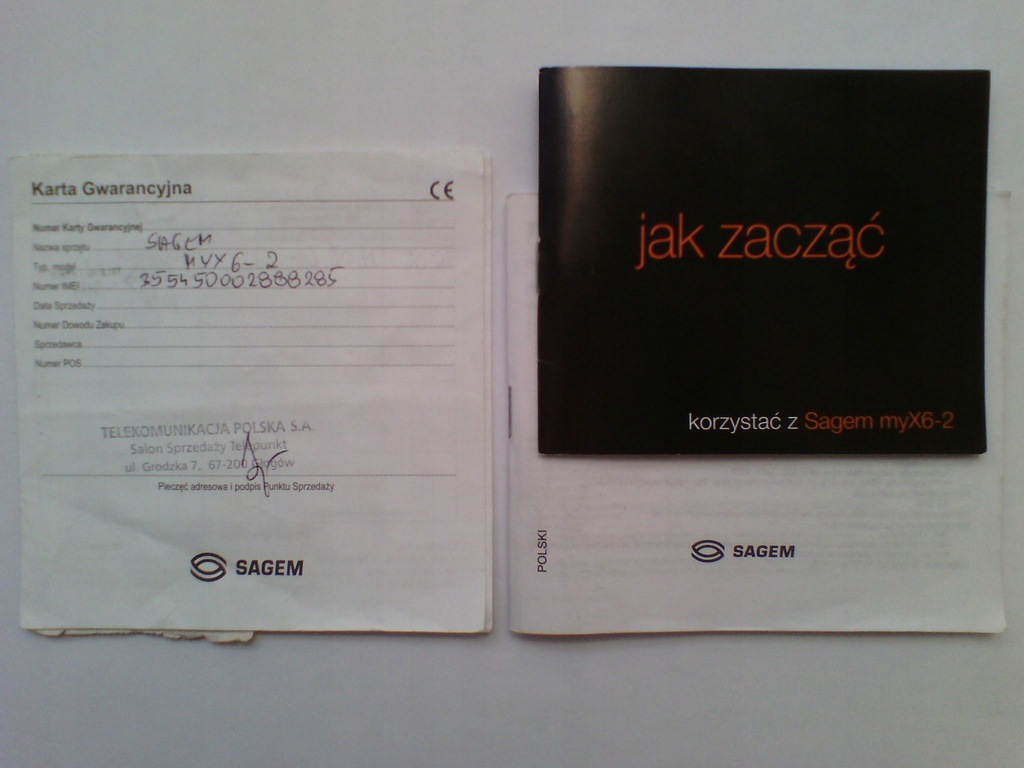 Karta Gwarancyjna CE
Numer Karty Gwarancyjnej
Nazwa sprzętu SAGEM
Typ, model MYX6-2
Numer IMEI 355450002888285
Data Sprzedaży
Numer Dowodu Zakupu
Sprzedawca
Numer POS
TELEKOMUNIKACJA POLSKA S.A.
Salon Sprzedaży Telepunkt
ul. Grodzka 7, 67-200 Głogów
Pieczęć adresowa i podpis Punktu Sprzedaży
SAGEM
jak zacząć
korzystać z Sagem myX6-2
POLSKI
SAGEM